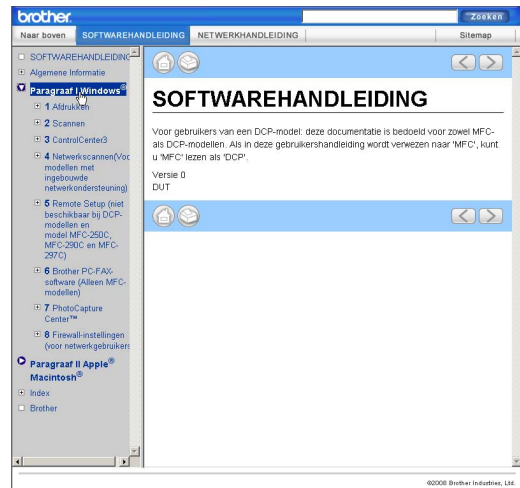 brother.
Zoeken
Naar boven
SOFTWAREHANDLEIDING
NETWERKHANDLEIDING
Sitemap
SOFTWAREHANDLEIDING
Algemene Informatie
Paragraaf I Windows®
1 Afdrukken
2 Scannen
3 ControlCenter3
4 Netwerkscannen(Voor
modellen met
ingebouwde
netwerkondersteuning)
5 Remote Setup (niet
beschikbaar bij DCP-
modellen en
model MFC-250C,
MFC-290C en MFC-
297C)
6 Brother PC-FAX-
software (Alleen MFC-
modellen)
7 PhotoCapture
Center™
8 Firewall-instellingen
(voor netwerkgebruikers
Paragraaf II Apple®
Macintosh®
Index
Brother
SOFTWAREHANDLEIDING
Voor gebruikers van een DCP-model: deze documentatie is bedoeld voor zowel MFC-
als DCP-modellen. Als in deze gebruikershandleiding wordt verwezen naar 'MFC', kunt
u 'MFC' lezen als 'DCP'.
Versie 0
DUT
©2008 Brother Industries, Ltd.